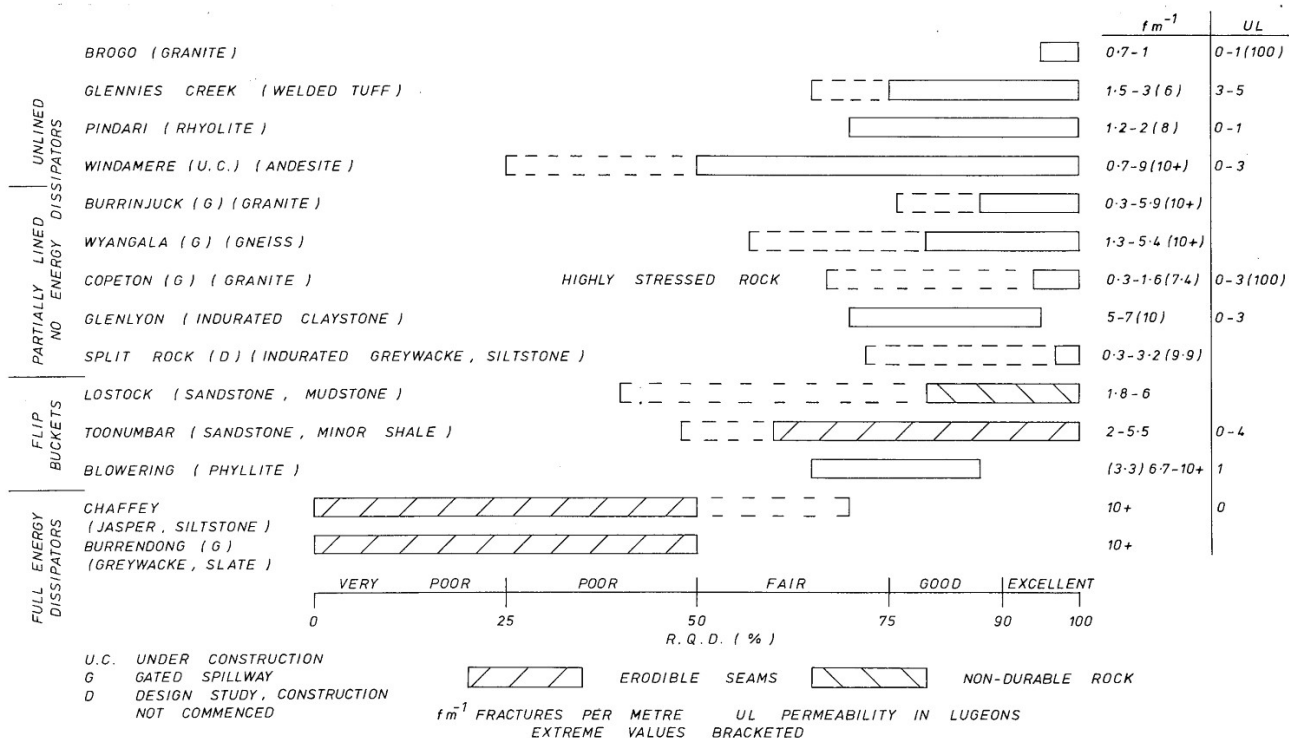 fm⁻¹ UL
UNLINED
BROGO (GRANITE) 0·7-1 0-1(100)
GLENNIES CREEK (WELDED TUFF) 1·5-3(6) 3-5
PINDARI (RHYOLITE) 1·2-2(8) 0-1
WINDAMERE (U.C.) (ANDESITE) 0·7-9(10+) 0-3
PARTIALLY LINED
NO ENERGY DISSIPATORS
BURRINJUCK (G) (GRANITE) 0·3-5·9(10+)
WYANGALA (G) (GNEISS) 1·3-5·4(10+)
COPETON (G) (GRANITE) HIGHLY STRESSED ROCK 0·3-1·6(7·4) 0-3(100)
GLENLYON (INDURATED CLAYSTONE) 5-7(10) 0-3
SPLIT ROCK (D) (INDURATED GREYWACKE, SILTSTONE) 0·3-3·2(9·9)
FLIP
BUCKETS
LOSTOCK (SANDSTONE, MUDSTONE) 1·8-6
TOONUMBAR (SANDSTONE, MINOR SHALE) 2-5·5 0-4
BLOWERING (PHYLLITE) (3·3)6·7-10+ 1
FULL ENERGY
DISSIPATORS
CHAFFEY 10+ 0
(JASPER, SILTSTONE)
BURRENDONG (G) 10+
(GREYWACKE, SLATE)
VERY POOR POOR FAIR GOOD EXCELLENT
0 25 50 75 90 100
R.Q.D. (%)
U.C. UNDER CONSTRUCTION
G GATED SPILLWAY ERODIBLE SEAMS NON-DURABLE ROCK
D DESIGN STUDY, CONSTRUCTION
NOT COMMENCED
fm⁻¹ FRACTURES PER METRE UL PERMEABILITY IN LUGEONS
EXTREME VALUES BRACKETED